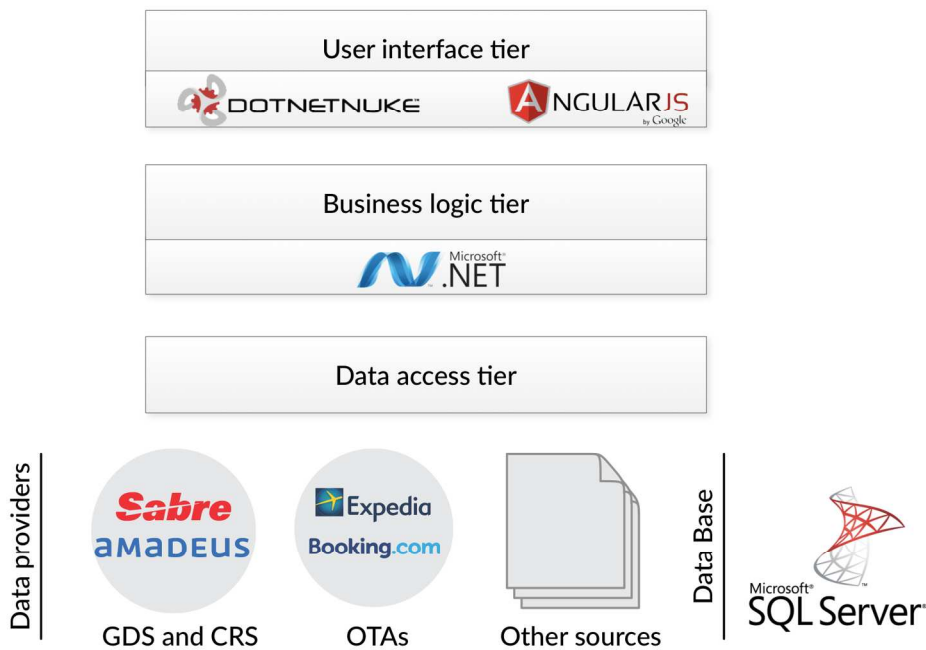 User interface tier
DOTNETNUKE™
ANGULARJS
by Google
Business logic tier
Microsoft®
.NET
Data access tier
Data providers
Sabre
amadeus
GDS and CRS
Expedia
Booking.com
OTAs
Other sources
Data Base
Microsoft®
SQL Server®